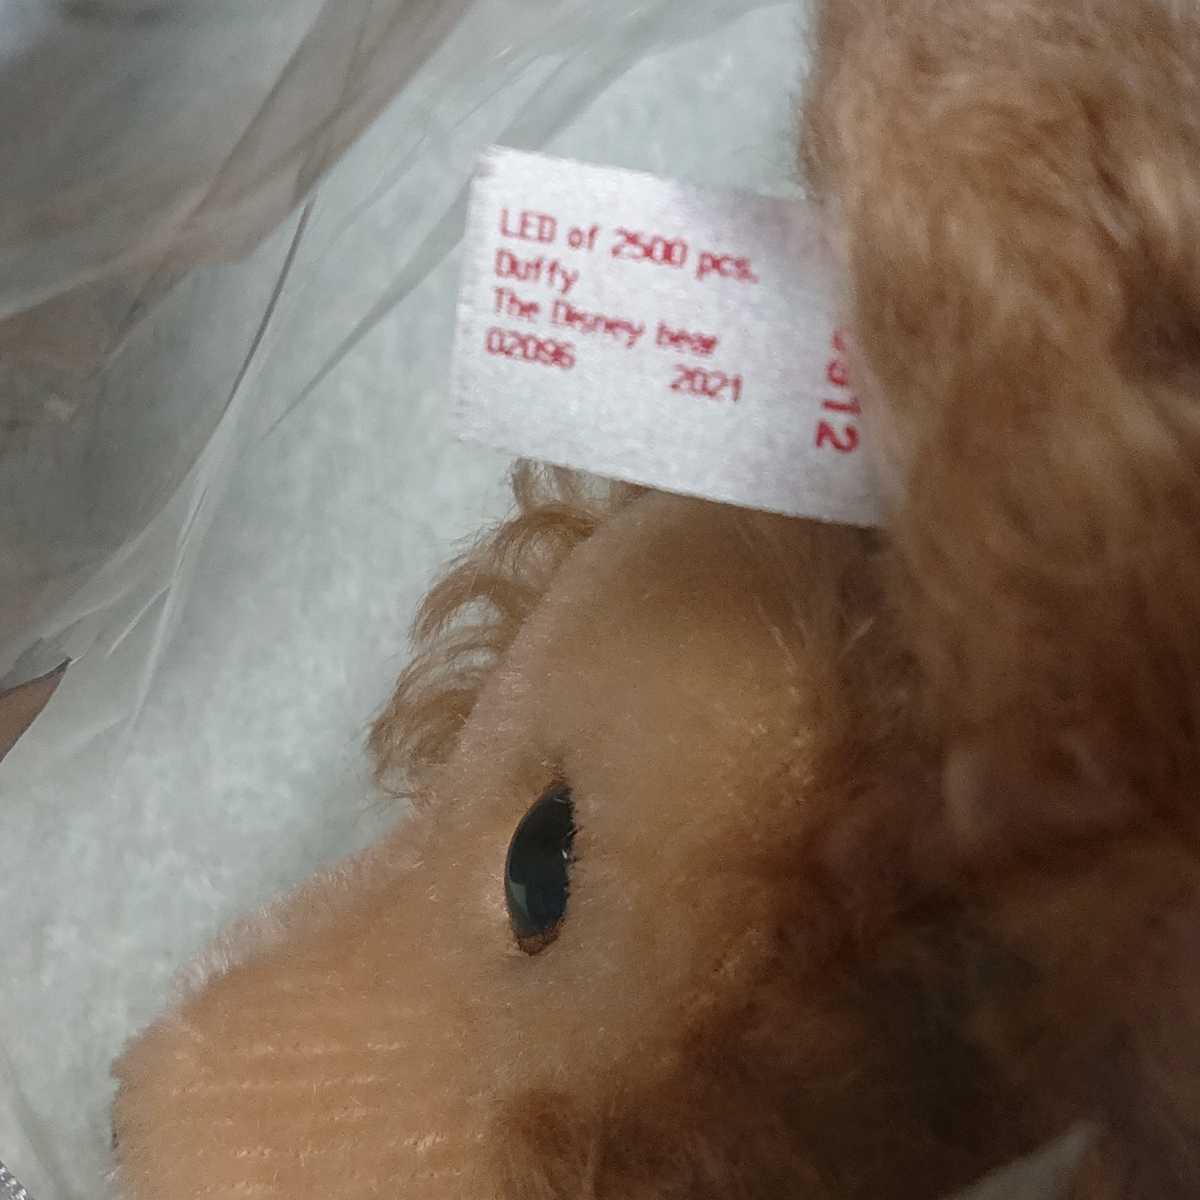 LED of 2500 pcs.
Duffy
The Disney bear
02096 2021